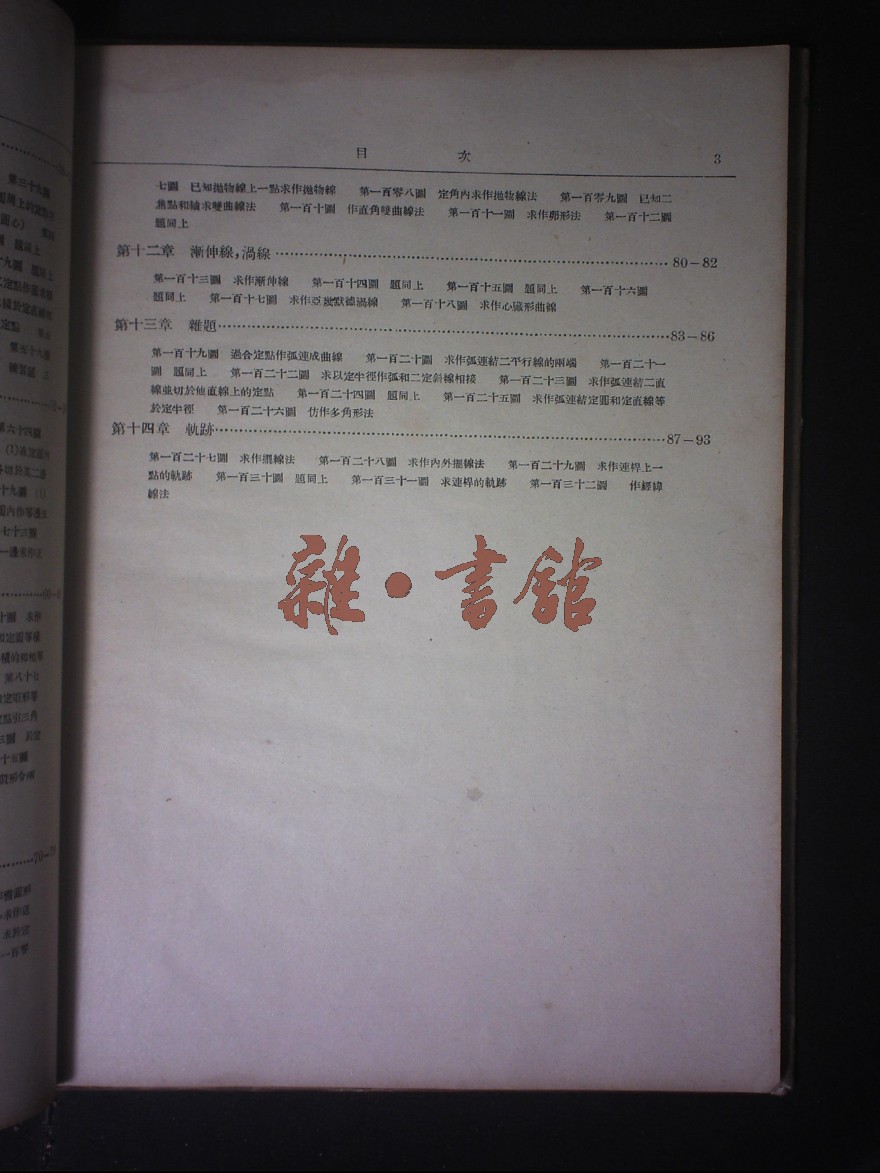 目 次 3
七圖 已知拋物線上一點求作拋物線 第一百零八圖 定角內求作拋物線法 第一百零九圖 已知二
焦點和軸求雙曲線法 第一百十圖 作直角雙曲線法 第一百十一圖 求作卵形法 第一百十二圖
題同上
第十二章 漸伸線,渦線 80-82
第一百十三圖 求作漸伸線 第一百十四圖 題同上 第一百十五圖 題同上 第一百十六圖
題同上 第一百十七圖 求作亞幾默德渦線 第一百十八圖 求作心臟形曲線
第十三章 雜題 83-86
第一百十九圖 過合定點作弧連成曲線 第一百二十圖 求作弧連結二平行線的兩端 第一百二十一
圖 題同上 第一百二十二圖 求以定半徑作弧和二定斜線相接 第一百二十三圖 求作弧連結二直
線並切於他直線上的定點 第一百二十四圖 題同上 第一百二十五圖 求作弧連結定圓和定直線等
於定半徑 第一百二十六圖 仿作多角形法
第十四章 軌跡 87-93
第一百二十七圖 求作擺線法 第一百二十八圖 求作內外擺線法 第一百二十九圖 求作連桿上一
點的軌跡 第一百三十圖 題同上 第一百三十一圖 求連桿的軌跡 第一百三十二圖 作經緯
線法
雜·書館